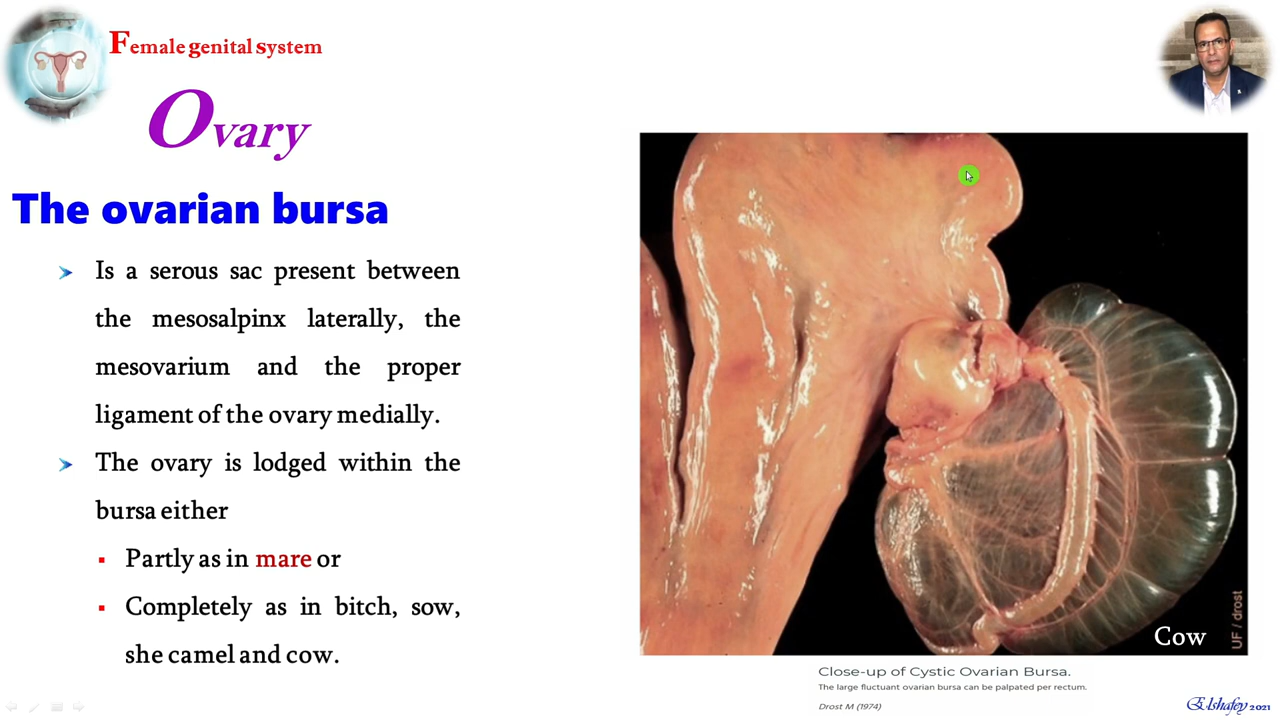 Female genital system
Ovary
The ovarian bursa
Is a serous sac present between
the mesosalpinx laterally, the
mesovarium and the proper
ligament of the ovary medially.
The ovary is lodged within the
bursa either
Partly as in mare or
Completely as in bitch, sow,
she camel and cow.
Cow
UF / drost
Close-up of Cystic Ovarian Bursa.
The large fluctuant ovarian bursa can be palpated per rectum.
Drost M (1974)
Elshafey 2021